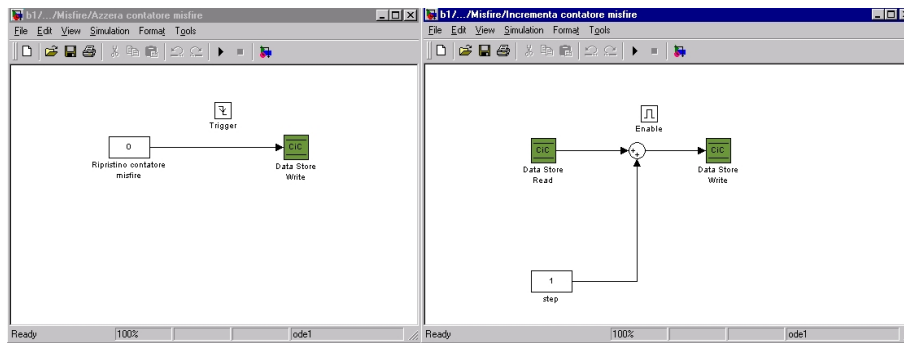 b1/.../Misfire/Azzera contatore misfire
File Edit View Simulation Format Tools
Trigger
0
Ripristino contatore
misfire
CiC
Data Store
Write
Ready 100% ode1
b1/.../Misfire/Incrementa contatore misfire
File Edit View Simulation Format Tools
Enable
CiC
Data Store
Read
CiC
Data Store
Write
1
step
Ready 100% ode1